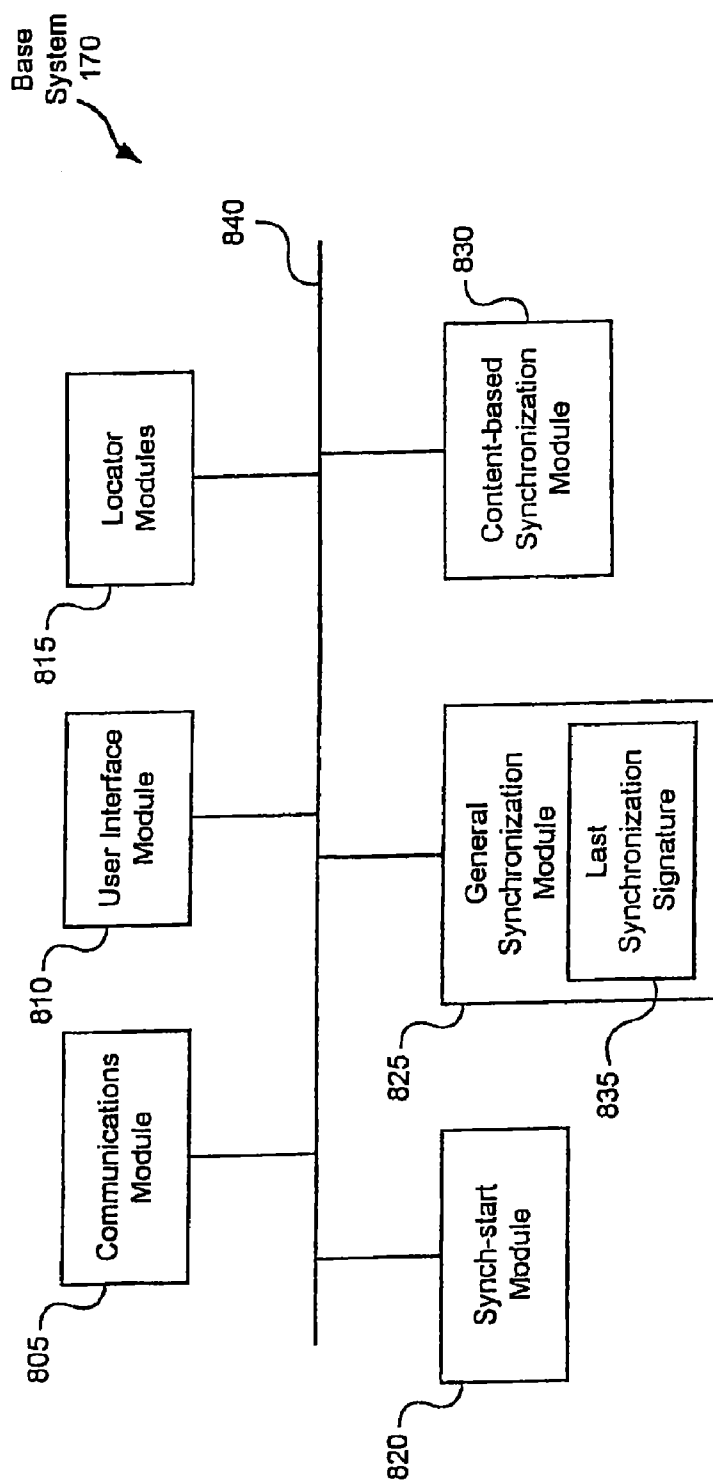 Base
System
170
840
805
Communications
Module
810
User Interface
Module
815
Locator
Modules
820
Synch-start
Module
825
General
Synchronization
Module
835
Last
Synchronization
Signature
830
Content-based
Synchronization
Module